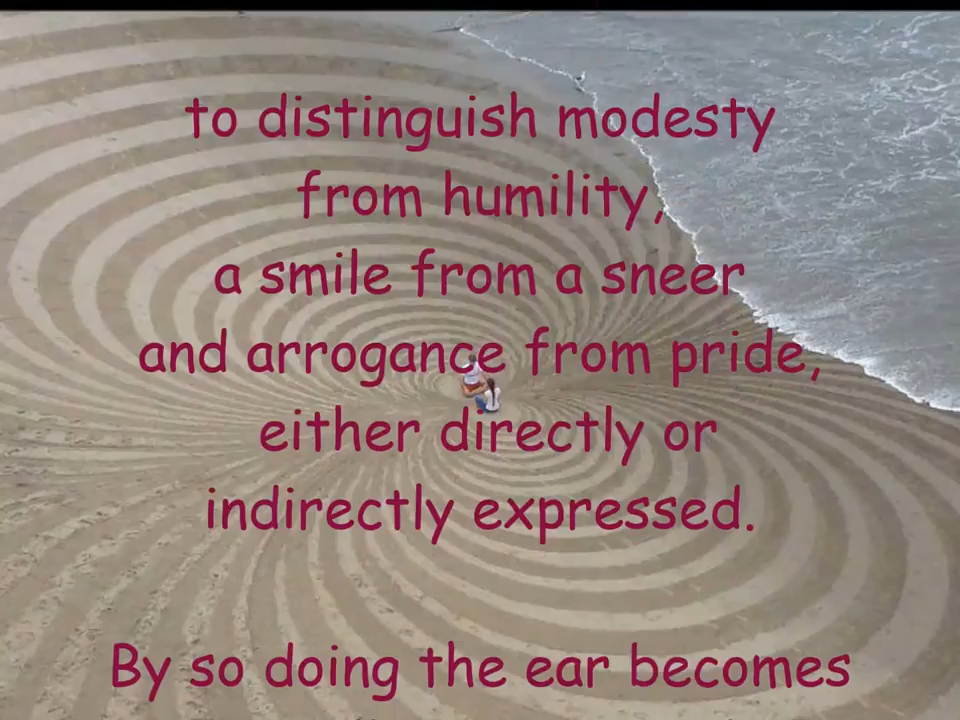 to distinguish modesty
from humility,
a smile from a sneer
and arrogance from pride,
either directly or
indirectly expressed.
By so doing the ear becomes